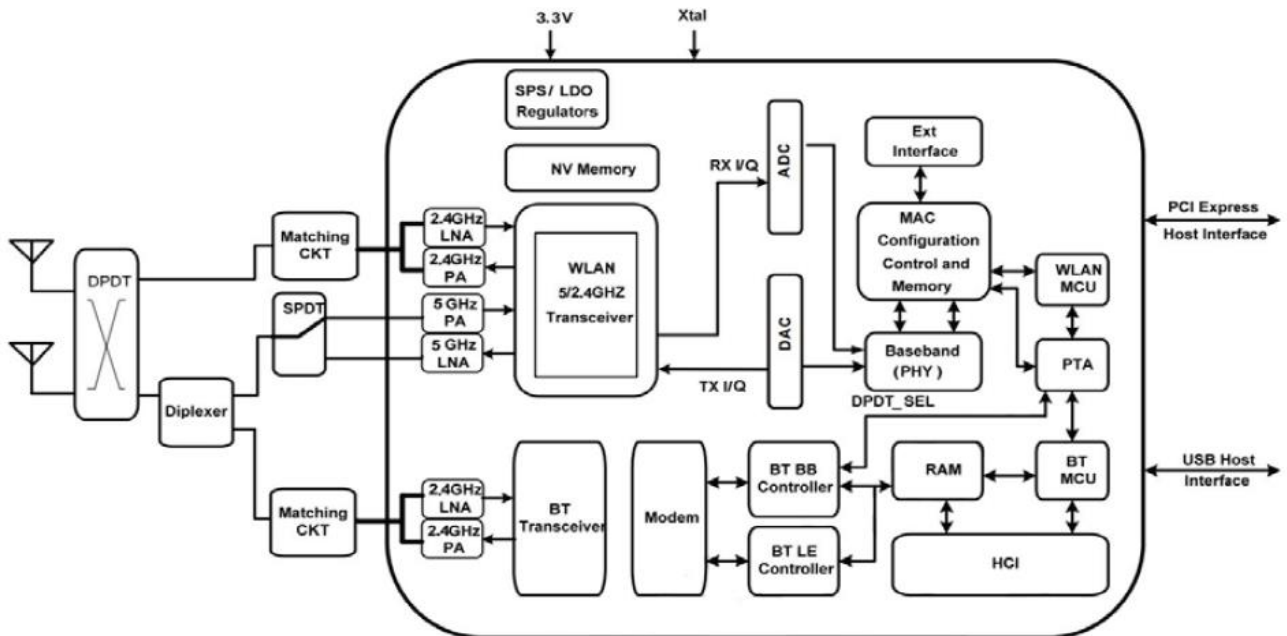 3.3V
Xtal
SPS/ LDO
Regulators
NV Memory
ADC
RX I/Q
Ext
Interface
MAC
Configuration
Control and
Memory
PCI Express
Host Interface
WLAN
MCU
DPDT
Matching
CKT
2.4GHz
LNA
2.4GHz
PA
WLAN
5/2.4GHZ
Transceiver
SPDT
5 GHz
PA
5 GHz
LNA
DAC
TX I/Q
Baseband
(PHY )
PTA
DPDT_SEL
Diplexer
Matching
CKT
2,4GHz
LNA
2.4GHz
PA
BT
Transceiver
Modem
BT BB
Controller
BT LE
Controller
RAM
BT
MCU
HCI
USB Host
Interface